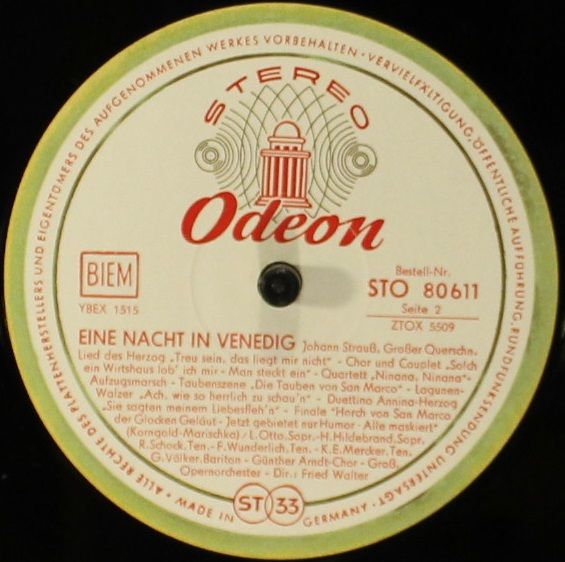 ALLE RECHTE DES PLATTENHERSTELLERS UND EIGENTÜMERS DES AUFGENOMMENEN WERKES VORBEHALTEN · VERVIELFÄLTIGUNG, ÖFFENTLICHE AUFFÜHRUNG, RUNDFUNKSENDUNG UNTERSAGT ·
STEREO
Odeon
BIEM
YBEX 1515
Bestell-Nr.
STO 80611
Seite 2
ZTOX 5509
EINE NACHT IN VENEDIG Johann Strauß, Großer Querschn.
Lied des Herzog „Treu sein, das liegt mir nicht" - Chor und Couplet „Solch
ein Wirtshaus lob' ich mir - Man steckt ein" - Quartett „Ninana, Ninana"-
Aufzugsmarsch - Taubenszene „Die Tauben von San Marco" - Lagunen-
Walzer „Ach, wie so herrlich zu schau'n" - Duettino Annina-Herzog
„Sie sagten meinem Liebesfleh'n" - Finale "Horch von San Marco
der Glocken Geläut - Jetzt gebietet nur Humor - Alle maskiert"
(Korngold-Marischka) / L. Otto, Sopr.-H. Hildebrand, Sopr.
R. Schock, Ten. - F. Wunderlich, Ten. - K. E. Mercker, Ten.
G. Völker, Bariton - Günther Arndt-Chor - Groß.
Opernorchester - Dir.: Fried Walter
MADE IN
ST 33
GERMANY